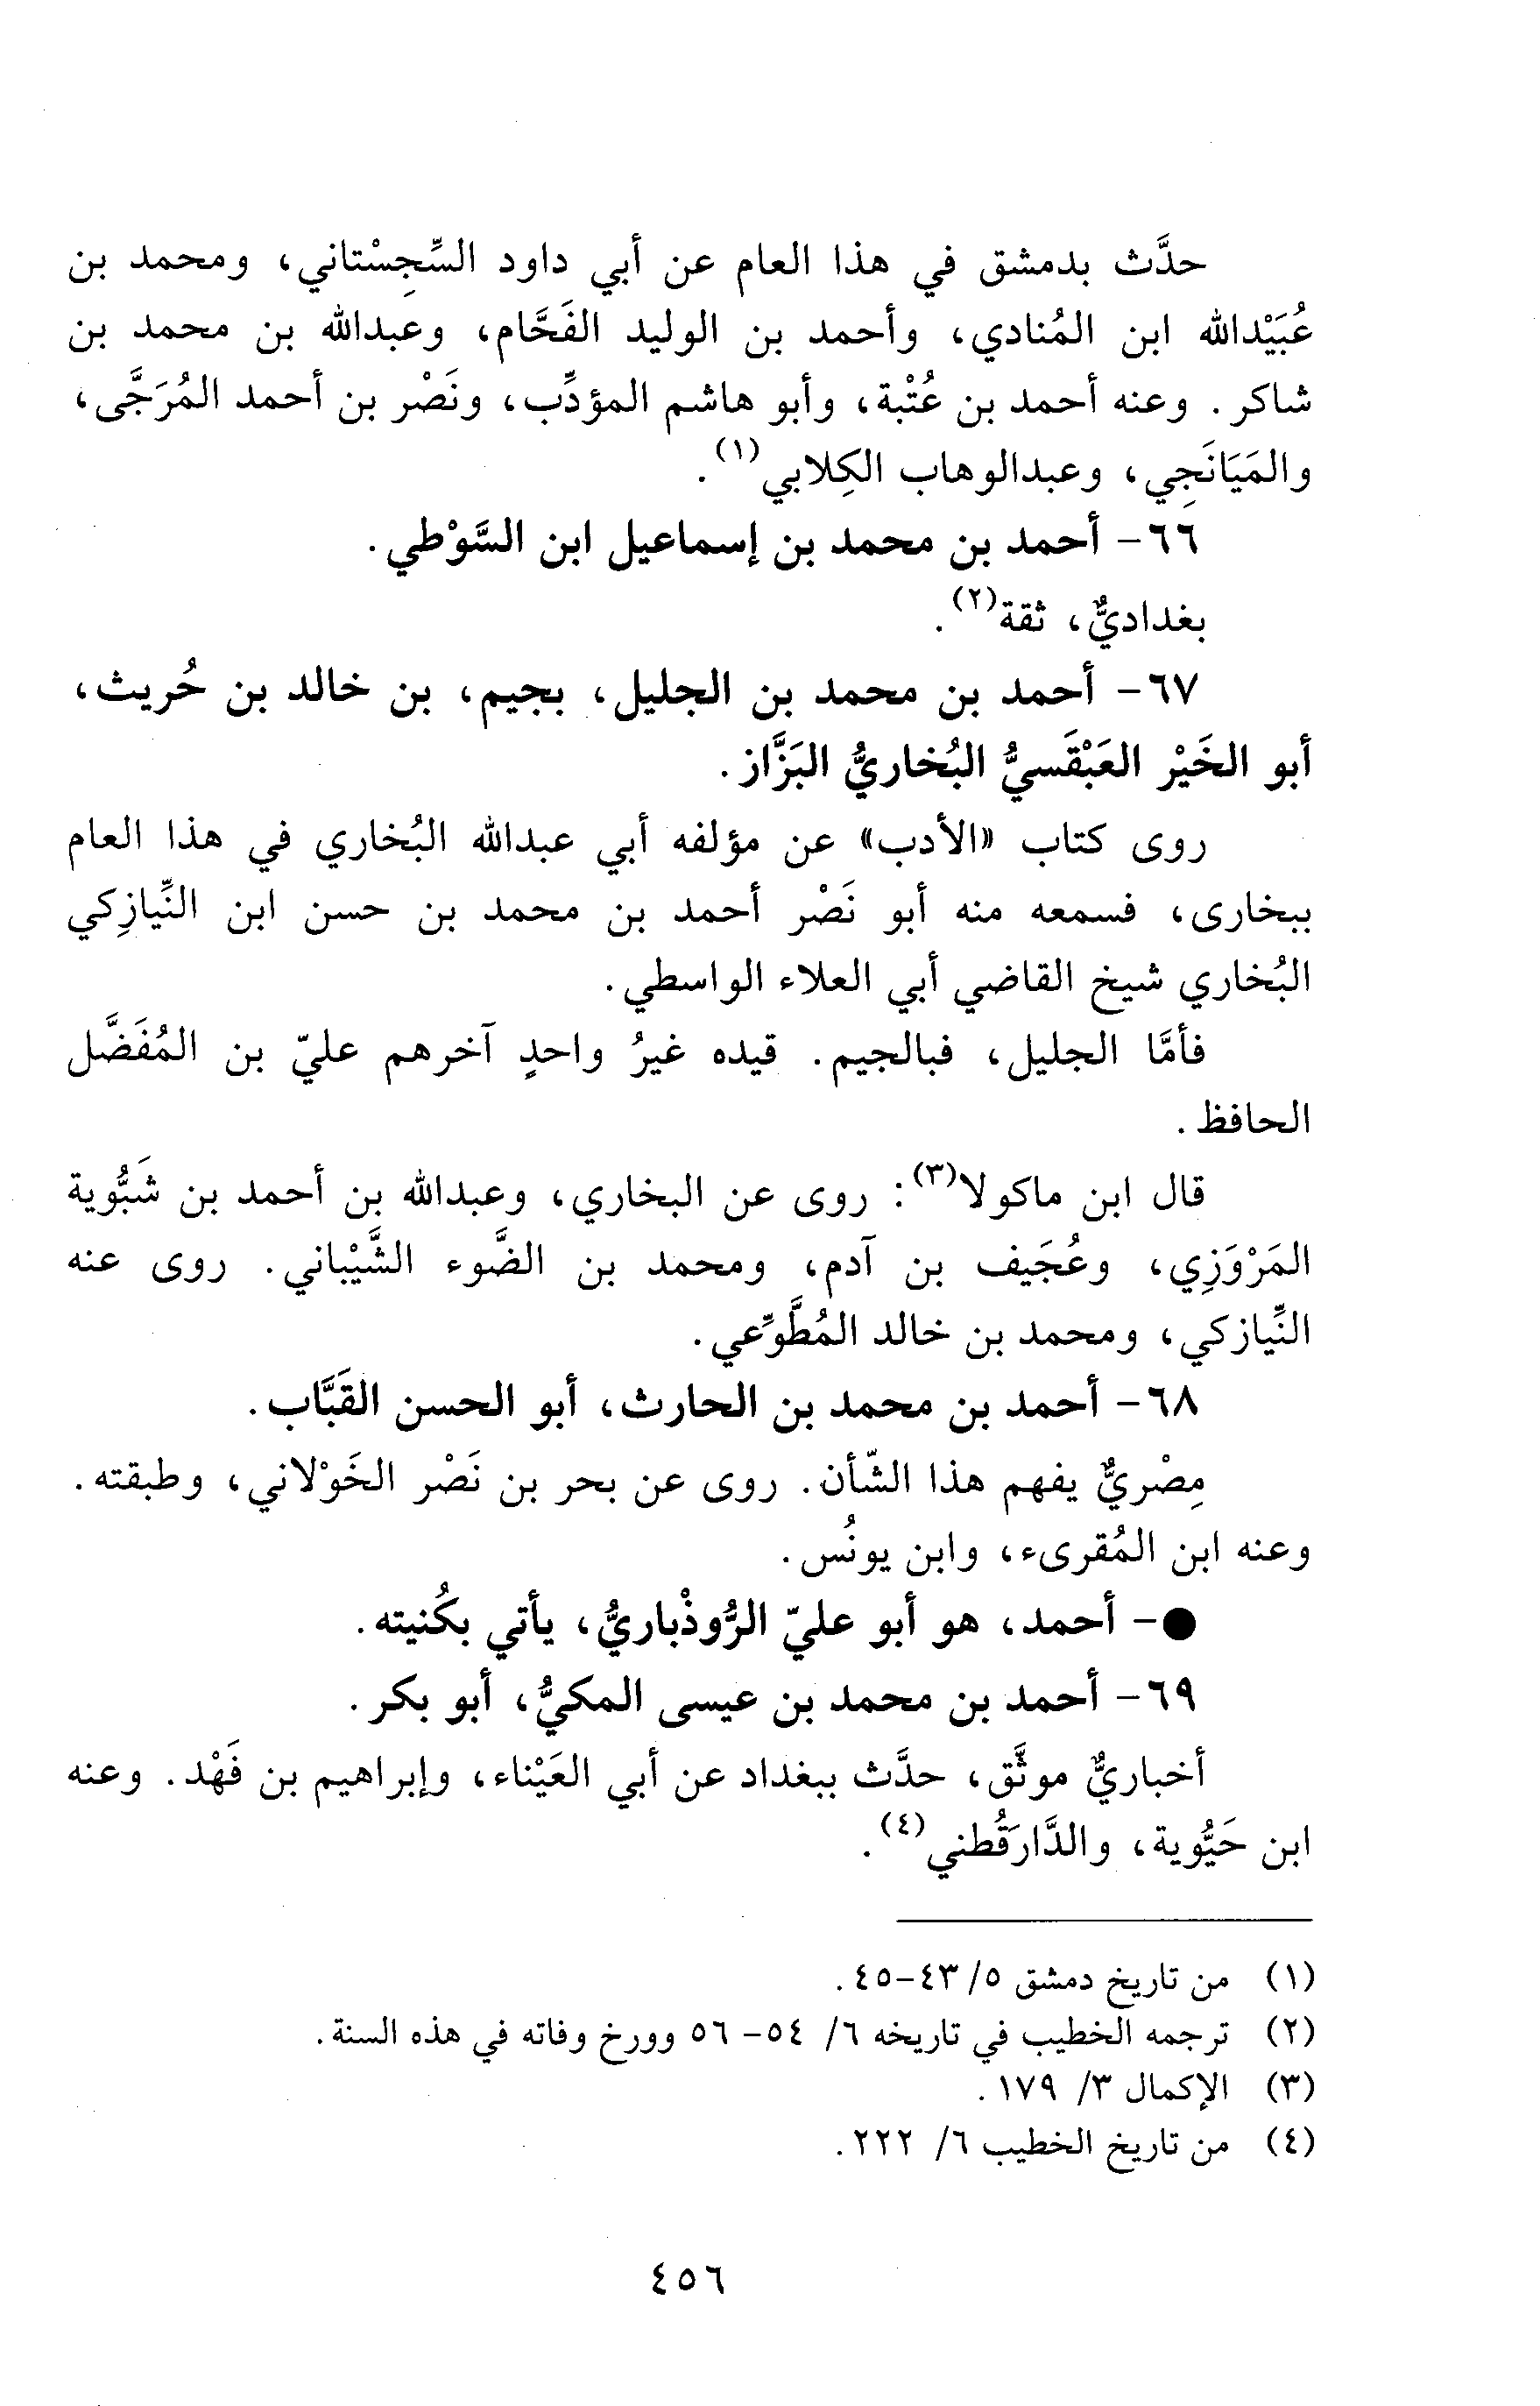 حدَّث بدمشق في هذا العام عن أبي داود السِّجِسْتاني، ومحمد بن
عُبَيْدالله ابن المُنادي، وأحمد بن الوليد الفَحَّام، وعبدالله بن محمد بن
شاكر. وعنه أحمد بن عُتْبة، وأبو هاشم المؤدِّب، ونَصْر بن أحمد المُرَجَّى،
والمَيَانَجِي، وعبدالوهاب الكِلابي(١).
٦٦- أحمد بن محمد بن إسماعيل ابن السَّوْطي.
بغداديٌّ، ثقة(٢).
٦٧- أحمد بن محمد بن الجليل، بجيم، بن خالد بن حُريث،
أبو الخَيْر العَبْقَسيُّ البُخاريُّ البَزَّاز.
روى كتاب «الأدب» عن مؤلفه أبي عبدالله البُخاري في هذا العام
ببخارى، فسمعه منه أبو نَصْر أحمد بن محمد بن حسن ابن النِّيازِكي
البُخاري شيخ القاضي أبي العلاء الواسطي.
فأمَّا الجليل، فبالجيم. قيده غيرُ واحدٍ آخرهم عليّ بن المُفَضَّل
الحافظ.
قال ابن ماكولا(٣): روى عن البخاري، وعبدالله بن أحمد بن شَبُّوية
المَرْوَزِي، وعُجَيف بن آدم، ومحمد بن الضَّوء الشَّيْباني. روى عنه
النِّيازكي، ومحمد بن خالد المُطَّوِّعي.
٦٨- أحمد بن محمد بن الحارث، أبو الحسن القَبَّاب.
مِصْريٌّ يفهم هذا الشّأن. روى عن بحر بن نَصْر الخَوْلاني، وطبقته.
وعنه ابن المُقرىء، وابن يونُس.
●- أحمد، هو أبو عليّ الرُّوذْباريُّ، يأتي بكُنيته.
٦٩- أحمد بن محمد بن عيسى المكيُّ، أبو بكر.
أخباريٌّ موثَّق، حدَّث ببغداد عن أبي العَيْناء، وإبراهيم بن فَهْد. وعنه
ابن حَيُّوية، والدَّارَقُطني(٤).
(١) من تاريخ دمشق ٥/ ٤٣-٤٥.
(٢) ترجمه الخطيب في تاريخه ٦/ ٥٤- ٥٦ وورخ وفاته في هذه السنة.
(٣) الإكمال ٣/ ١٧٩.
(٤) من تاريخ الخطيب ٦/ ٢٢٢.
٤٥٦